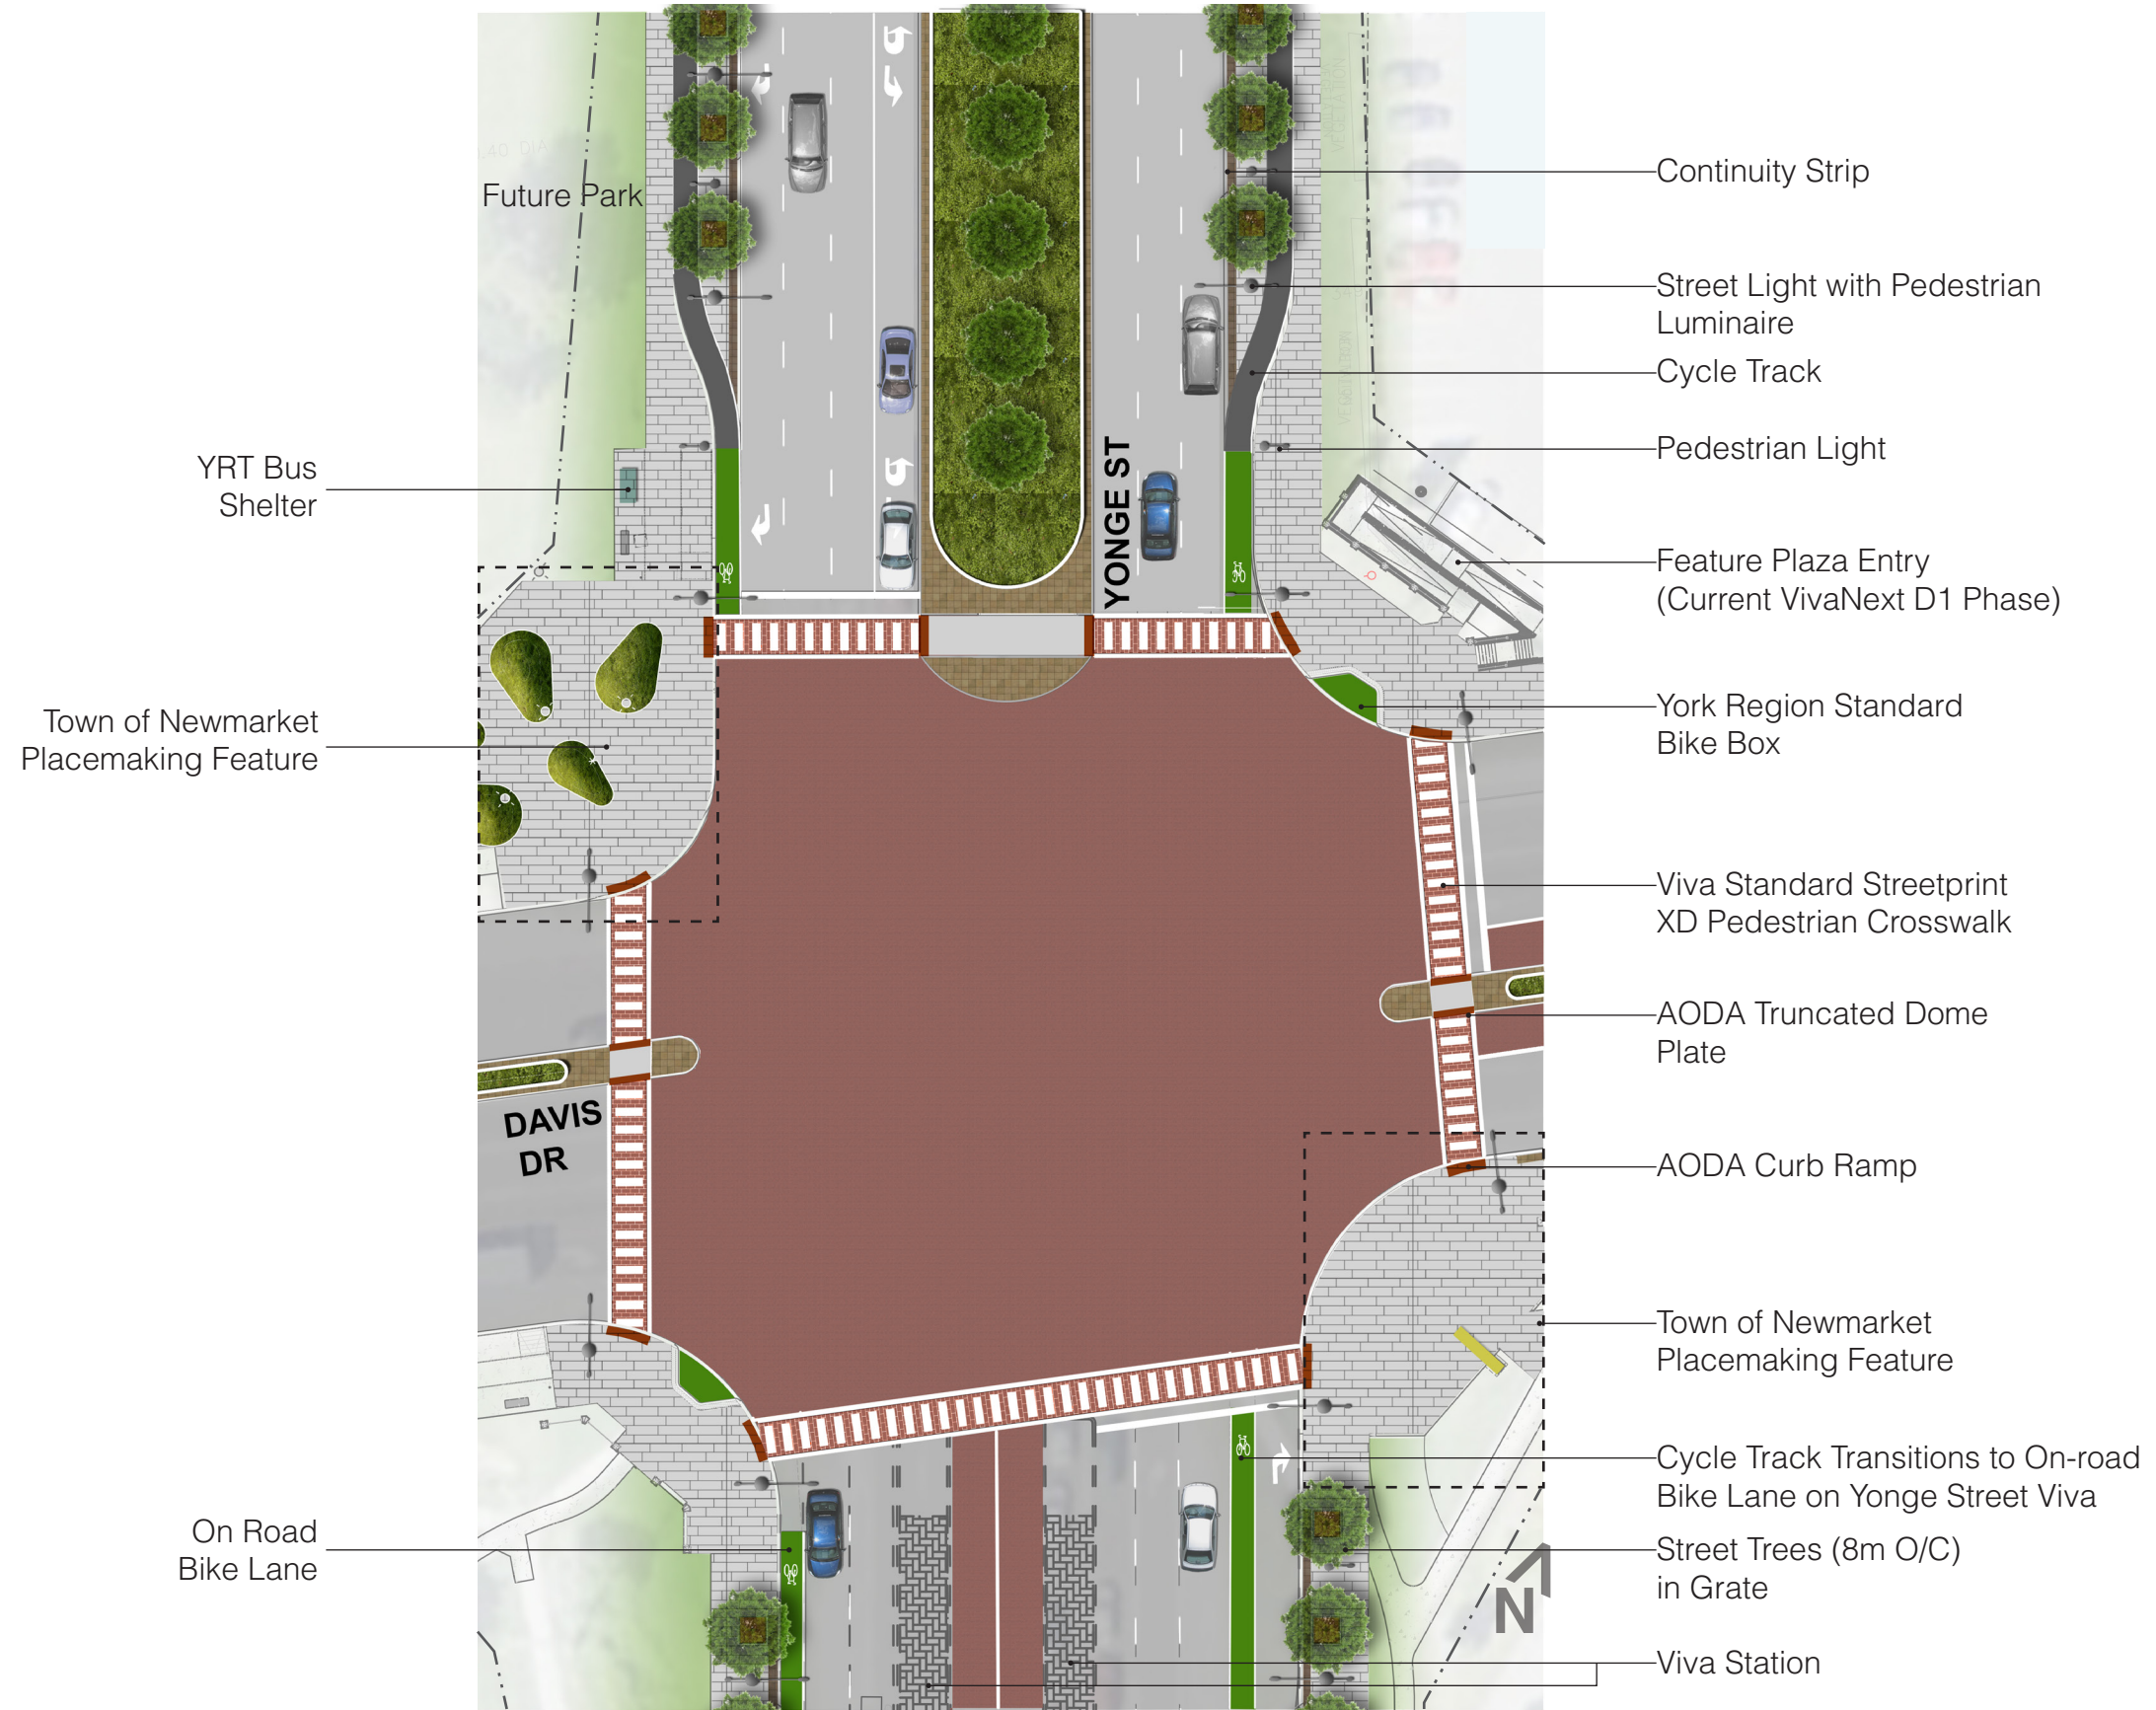 Future Park
YRT Bus
Shelter
Town of Newmarket
Placemaking Feature
On Road
Bike Lane
YONGE ST
DAVIS
DR
Continuity Strip
Street Light with Pedestrian
Luminaire
Cycle Track
Pedestrian Light
Feature Plaza Entry
(Current VivaNext D1 Phase)
York Region Standard
Bike Box
Viva Standard Streetprint
XD Pedestrian Crosswalk
AODA Truncated Dome
Plate
AODA Curb Ramp
Town of Newmarket
Placemaking Feature
Cycle Track Transitions to On-road
Bike Lane on Yonge Street Viva
Street Trees (8m O/C)
in Grate
N
Viva Station